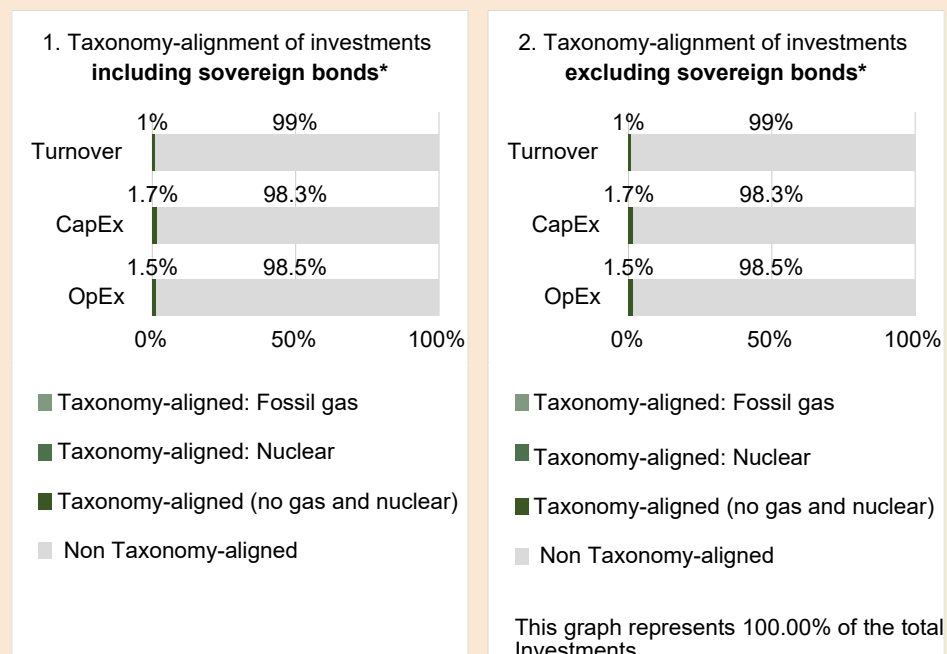 1. Taxonomy-alignment of investments
including sovereign bonds*
1% 99%
Turnover
1.7% 98.3%
CapEx
1.5% 98.5%
OpEx
0% 50% 100%
Taxonomy-aligned: Fossil gas
Taxonomy-aligned: Nuclear
Taxonomy-aligned (no gas and nuclear)
Non Taxonomy-aligned
2. Taxonomy-alignment of investments
excluding sovereign bonds*
1% 99%
Turnover
1.7% 98.3%
CapEx
1.5% 98.5%
OpEx
0% 50% 100%
Taxonomy-aligned: Fossil gas
Taxonomy-aligned: Nuclear
Taxonomy-aligned (no gas and nuclear)
Non Taxonomy-aligned
This graph represents 100.00% of the total
Investments